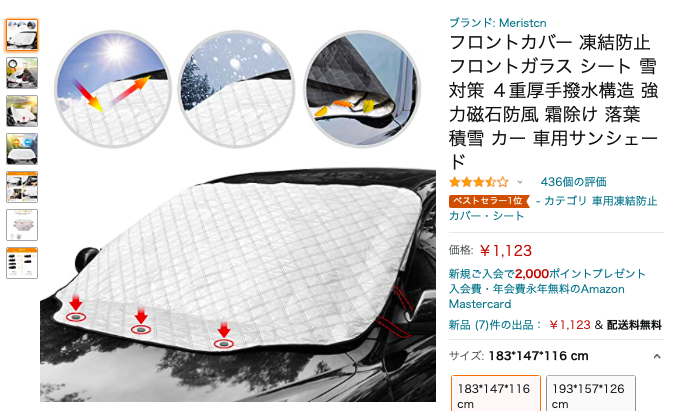 ブランド: Meristcn
フロントカバー 凍結防止
フロントガラス シート 雪
対策 ４重厚手撥水構造 強
力磁石防風 霜除け 落葉
積雪 カー 車用サンシェー
ド
436個の評価
ベストセラー1位 - カテゴリ 車用凍結防止
カバー・シート
価格: ￥1,123
新規ご入会で2,000ポイントプレゼント
入会費・年会費永年無料のAmazon
Mastercard
新品 (7)件の出品： ￥1,123 & 配送料無料
サイズ: 183*147*116 cm
183*147*116
cm
193*157*126
cm